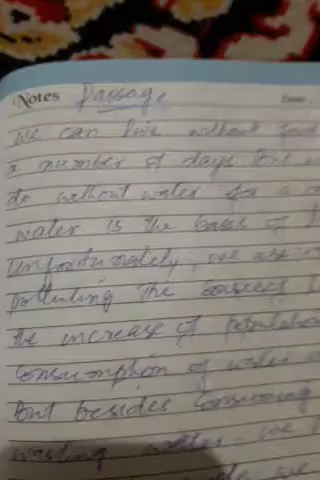 Notes Passage Date
We can live without food
a number of days but
do without water for a
water is the basis of
Unfortunately, we are
polluting the sources
the increase of population
consumption of water
But besides consuming
wasting water. we
we